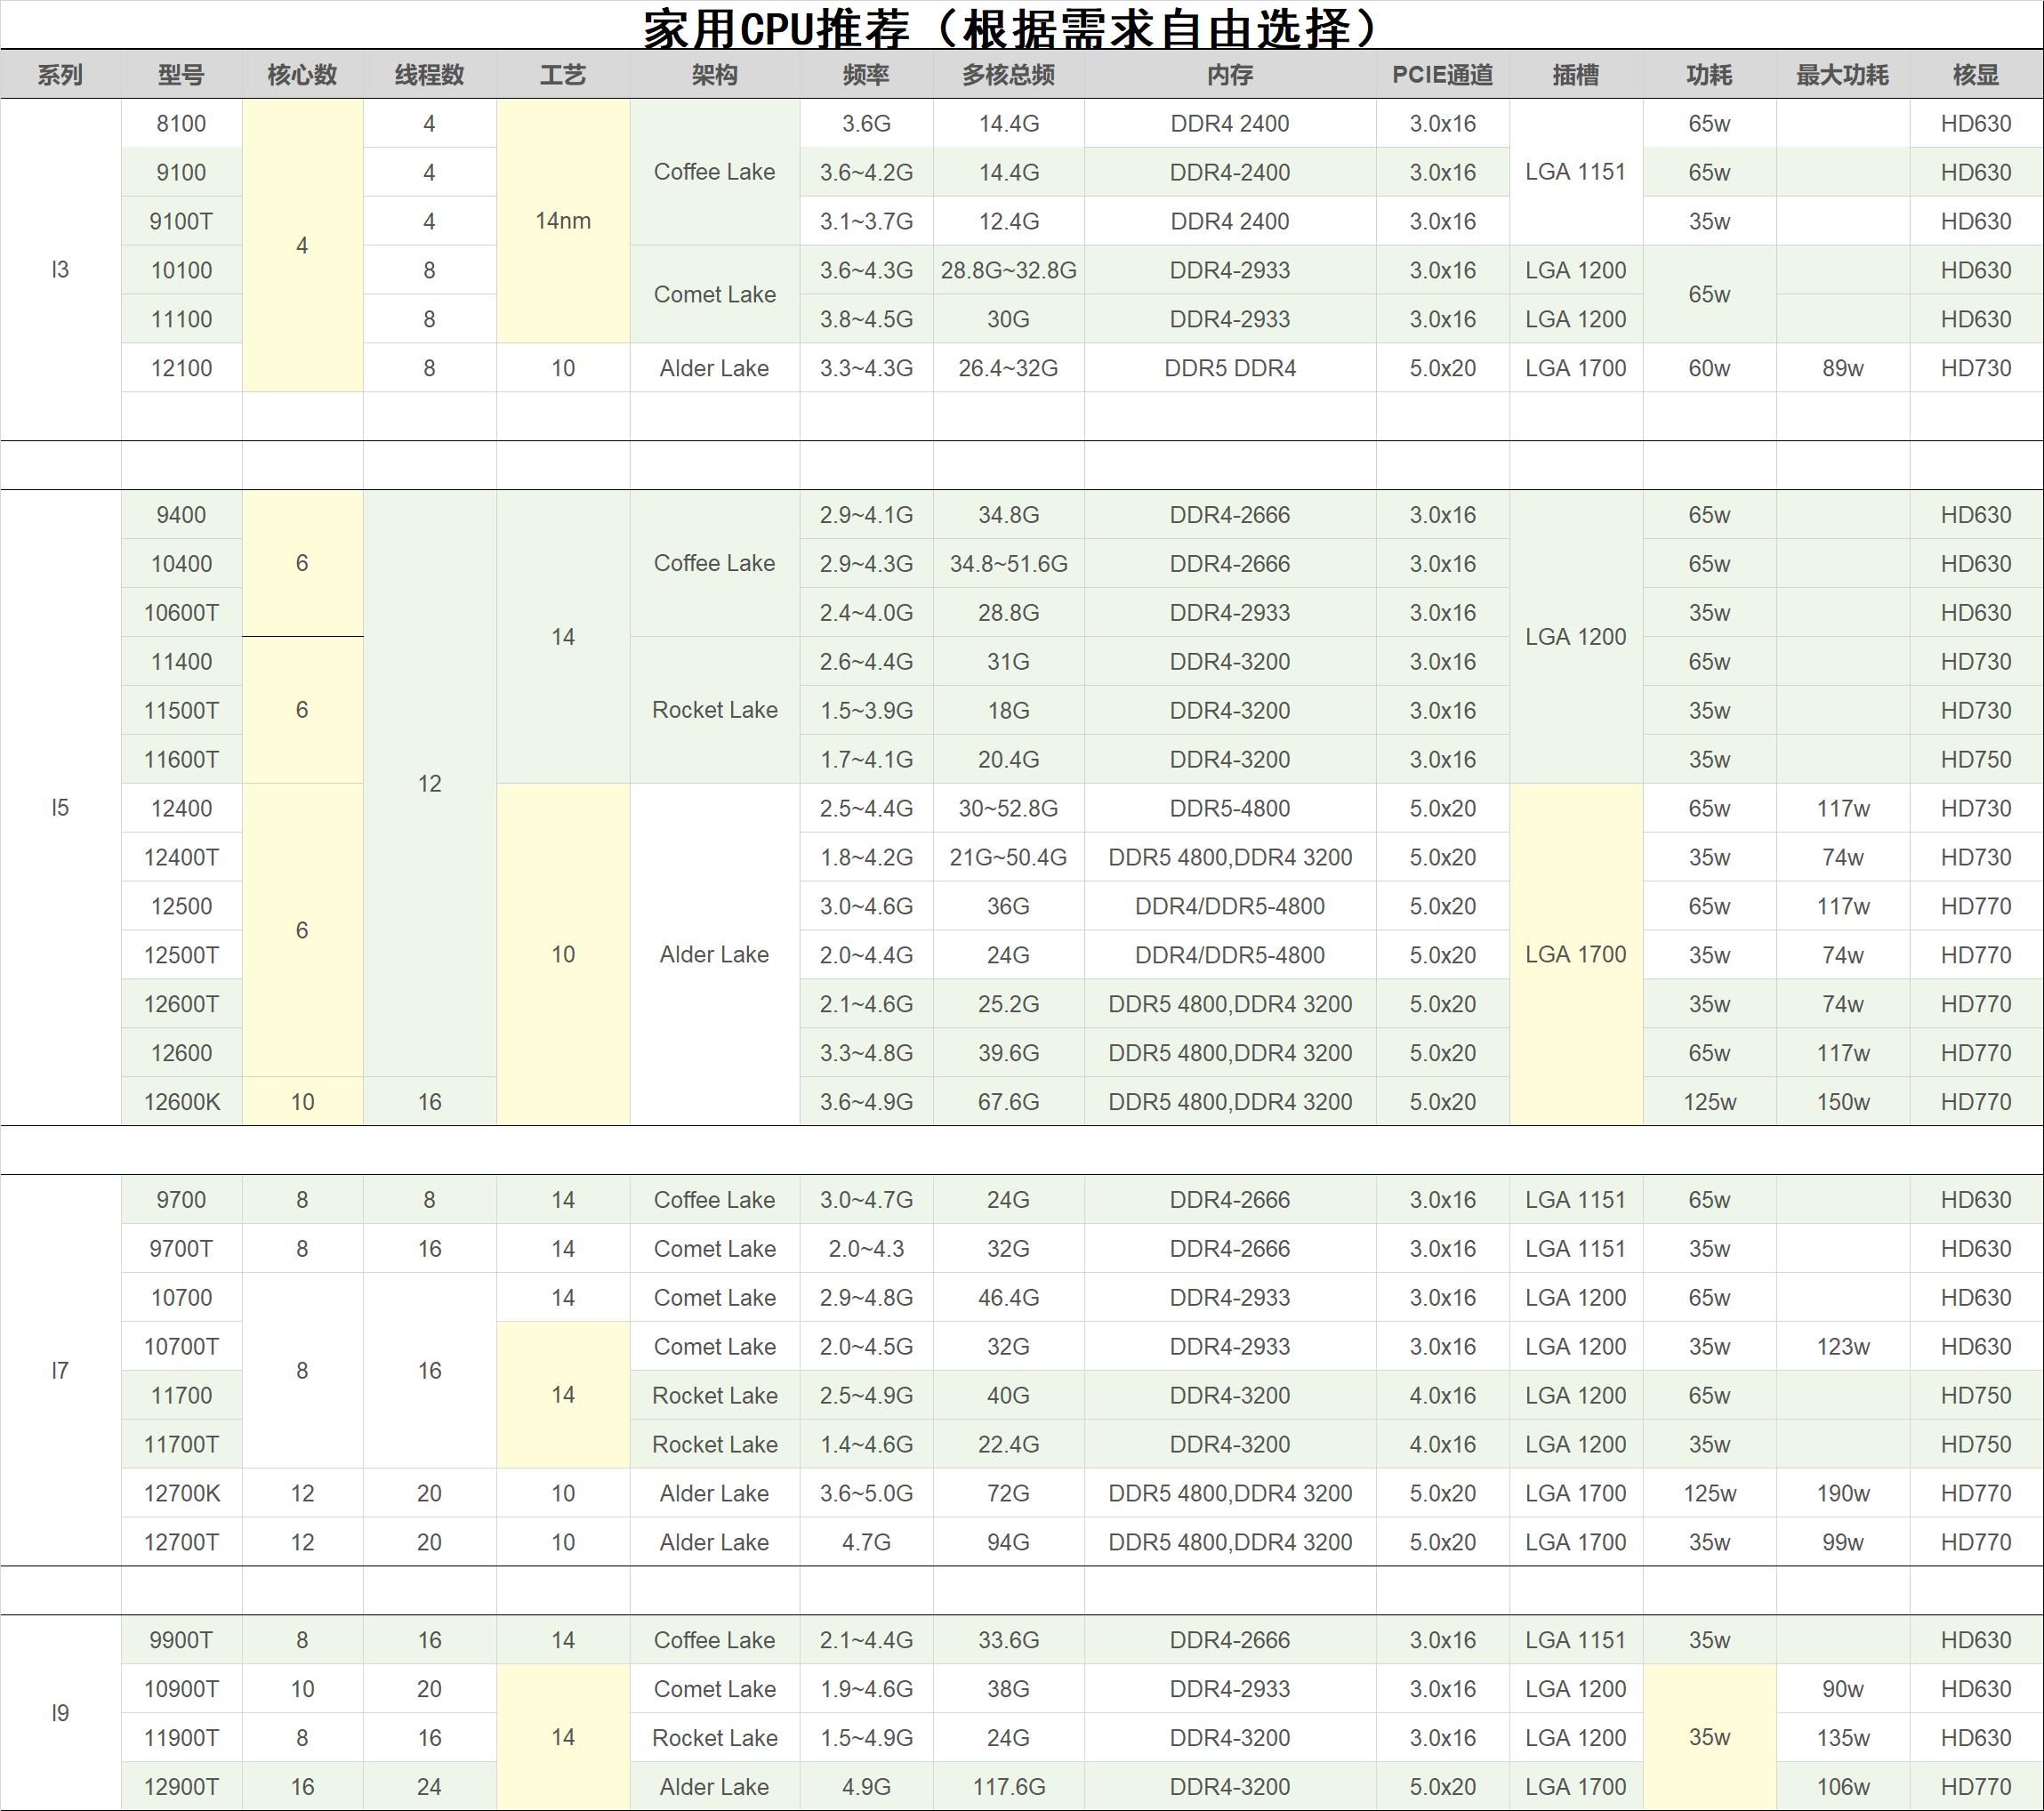 家用CPU推荐（根据需求自由选择）
系列 型号 核心数 线程数 工艺 架构 频率 多核总频 内存 PCIE通道 插槽 功耗 最大功耗 核显
I3 8100 4 4 14nm Coffee Lake 3.6G 14.4G DDR4 2400 3.0x16 LGA 1151 65w HD630
9100 4 3.6~4.2G 14.4G DDR4-2400 3.0x16 65w HD630
9100T 4 3.1~3.7G 12.4G DDR4 2400 3.0x16 35w HD630
10100 8 Comet Lake 3.6~4.3G 28.8G~32.8G DDR4-2933 3.0x16 LGA 1200 65w HD630
11100 8 3.8~4.5G 30G DDR4-2933 3.0x16 LGA 1200 HD630
12100 8 10 Alder Lake 3.3~4.3G 26.4~32G DDR5 DDR4 5.0x20 LGA 1700 60w 89w HD730
I5 9400 6 12 14 Coffee Lake 2.9~4.1G 34.8G DDR4-2666 3.0x16 LGA 1200 65w HD630
10400 2.9~4.3G 34.8~51.6G DDR4-2666 3.0x16 65w HD630
10600T 2.4~4.0G 28.8G DDR4-2933 3.0x16 35w HD630
11400 6 Rocket Lake 2.6~4.4G 31G DDR4-3200 3.0x16 65w HD730
11500T 1.5~3.9G 18G DDR4-3200 3.0x16 35w HD730
11600T 1.7~4.1G 20.4G DDR4-3200 3.0x16 35w HD750
12400 6 10 Alder Lake 2.5~4.4G 30~52.8G DDR5-4800 5.0x20 LGA 1700 65w 117w HD730
12400T 1.8~4.2G 21G~50.4G DDR5 4800,DDR4 3200 5.0x20 35w 74w HD730
12500 3.0~4.6G 36G DDR4/DDR5-4800 5.0x20 65w 117w HD770
12500T 2.0~4.4G 24G DDR4/DDR5-4800 5.0x20 35w 74w HD770
12600T 2.1~4.6G 25.2G DDR5 4800,DDR4 3200 5.0x20 35w 74w HD770
12600 3.3~4.8G 39.6G DDR5 4800,DDR4 3200 5.0x20 65w 117w HD770
12600K 10 16 3.6~4.9G 67.6G DDR5 4800,DDR4 3200 5.0x20 125w 150w HD770
I7 9700 8 8 14 Coffee Lake 3.0~4.7G 24G DDR4-2666 3.0x16 LGA 1151 65w HD630
9700T 8 16 14 Comet Lake 2.0~4.3 32G DDR4-2666 3.0x16 LGA 1151 35w HD630
10700 8 16 14 Comet Lake 2.9~4.8G 46.4G DDR4-2933 3.0x16 LGA 1200 65w HD630
10700T 14 Comet Lake 2.0~4.5G 32G DDR4-2933 3.0x16 LGA 1200 35w 123w HD630
11700 Rocket Lake 2.5~4.9G 40G DDR4-3200 4.0x16 LGA 1200 65w HD750
11700T Rocket Lake 1.4~4.6G 22.4G DDR4-3200 4.0x16 LGA 1200 35w HD750
12700K 12 20 10 Alder Lake 3.6~5.0G 72G DDR5 4800,DDR4 3200 5.0x20 LGA 1700 125w 190w HD770
12700T 12 20 10 Alder Lake 4.7G 94G DDR5 4800,DDR4 3200 5.0x20 LGA 1700 35w 99w HD770
I9 9900T 8 16 14 Coffee Lake 2.1~4.4G 33.6G DDR4-2666 3.0x16 LGA 1151 35w HD630
10900T 10 20 14 Comet Lake 1.9~4.6G 38G DDR4-2933 3.0x16 LGA 1200 35w 90w HD630
11900T 8 16 Rocket Lake 1.5~4.9G 24G DDR4-3200 3.0x16 LGA 1200 135w HD630
12900T 16 24 Alder Lake 4.9G 117.6G DDR4-3200 5.0x20 LGA 1700 106w HD770